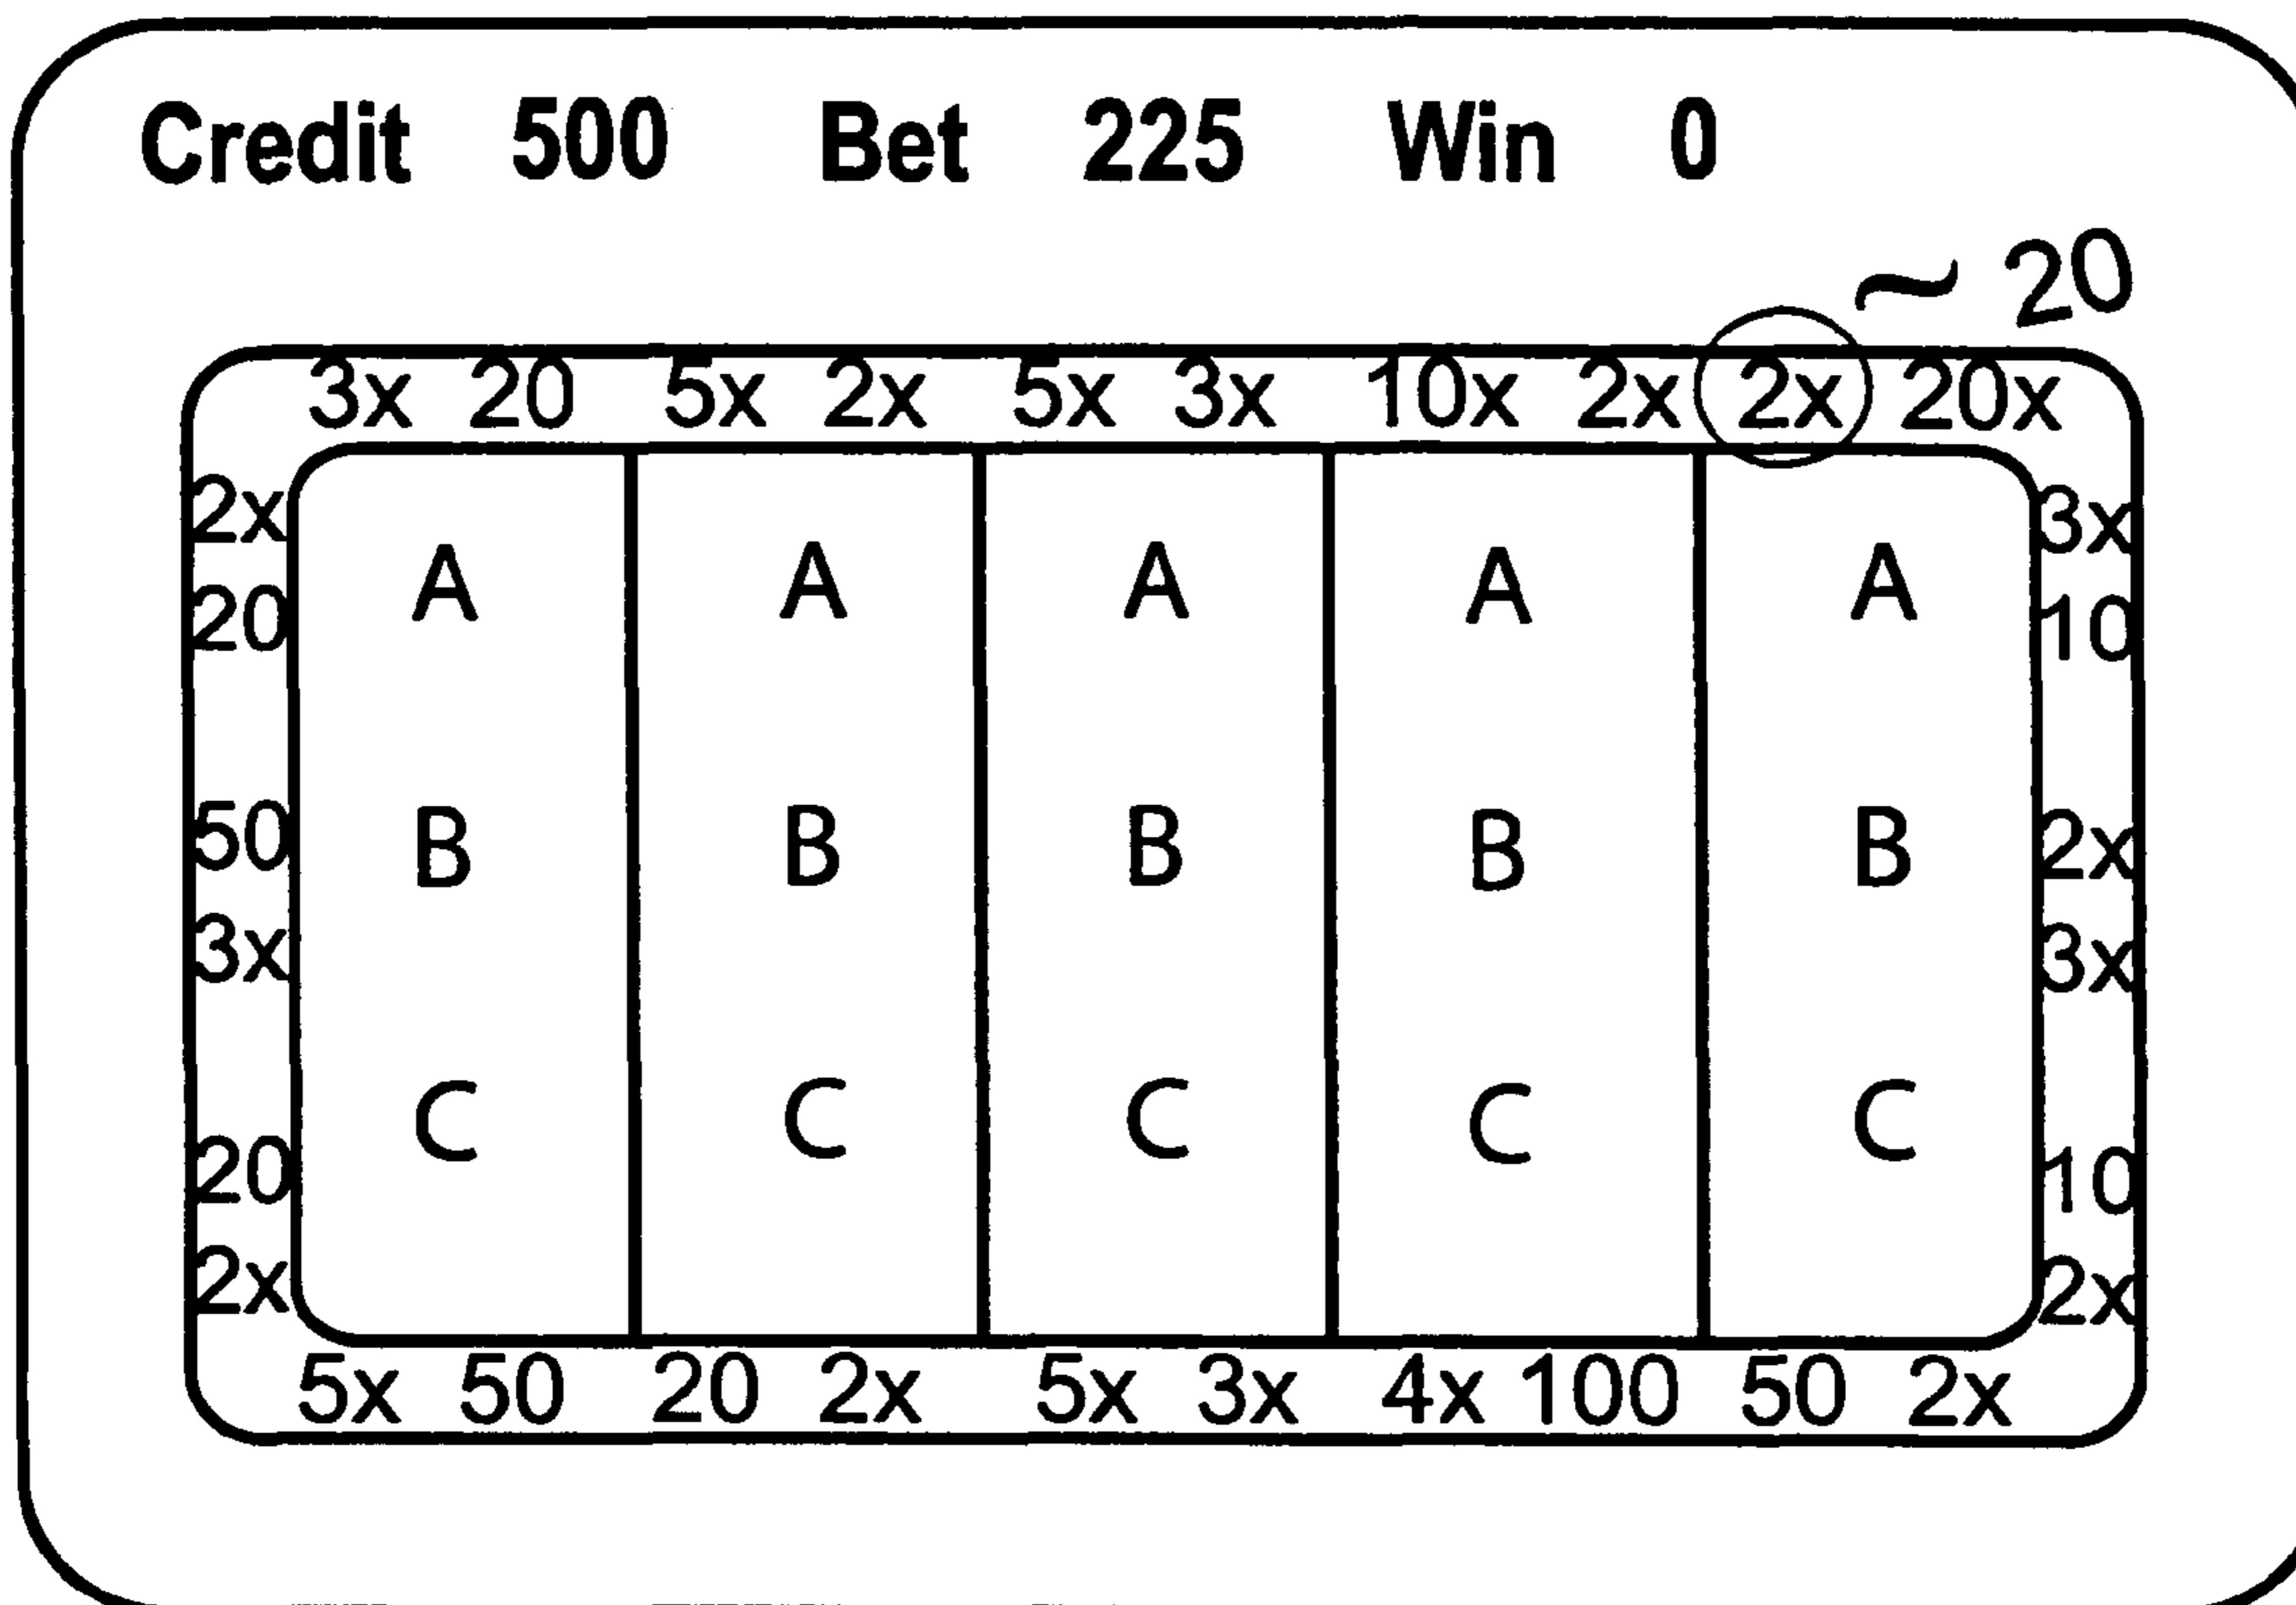 Credit 500 Bet 225 Win 0
~ 20
3x 20 5x 2x 5x 3x 10x 2x 2x 20x
2x 3x
A A A A A
20 10
50 B B B B B 2x
3x 3x
C C C C C
20 10
2x 2x
5x 50 20 2x 5x 3x 4x 100 50 2x